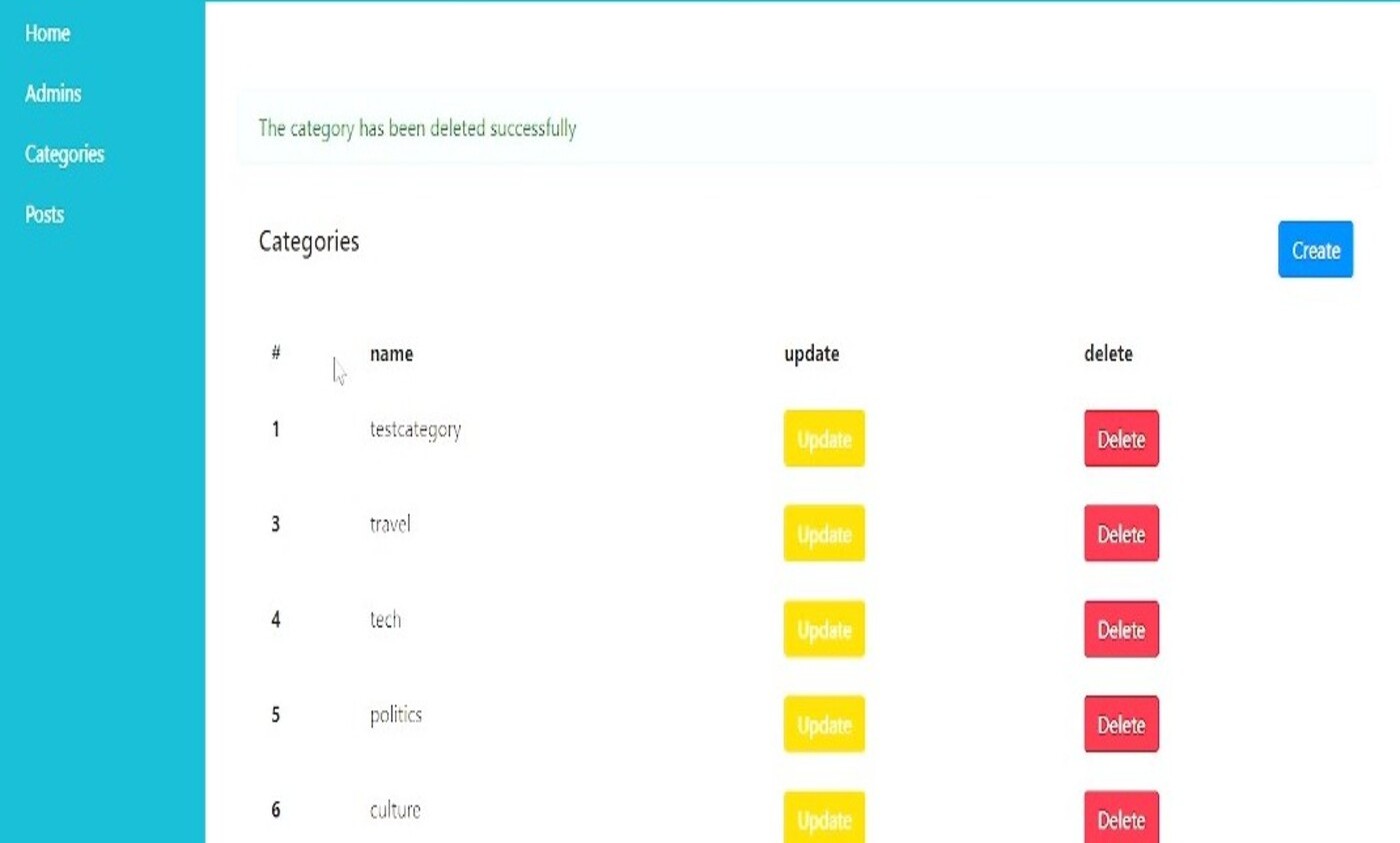 Home
Admins
Categories
Posts
The category has been deleted successfully
Categories
Create
# name update delete
1 testcategory Update Delete
3 travel Update Delete
4 tech Update Delete
5 politics Update Delete
6 culture Update Delete